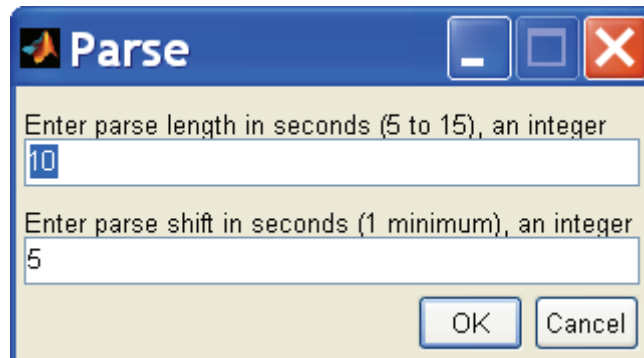 Parse
Enter parse length in seconds (5 to 15), an integer
10
Enter parse shift in seconds (1 minimum), an integer
5
OK Cancel